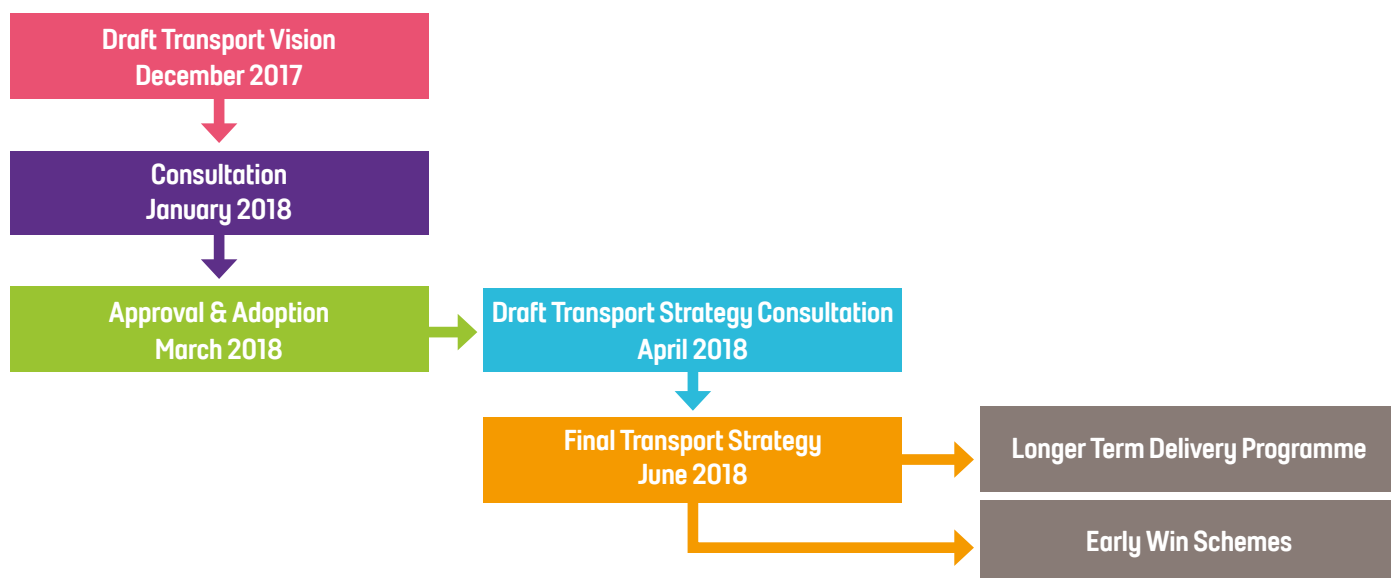 Draft Transport Vision
December 2017
Consultation
January 2018
Approval & Adoption
March 2018
Draft Transport Strategy Consultation
April 2018
Final Transport Strategy
June 2018
Longer Term Delivery Programme
Early Win Schemes